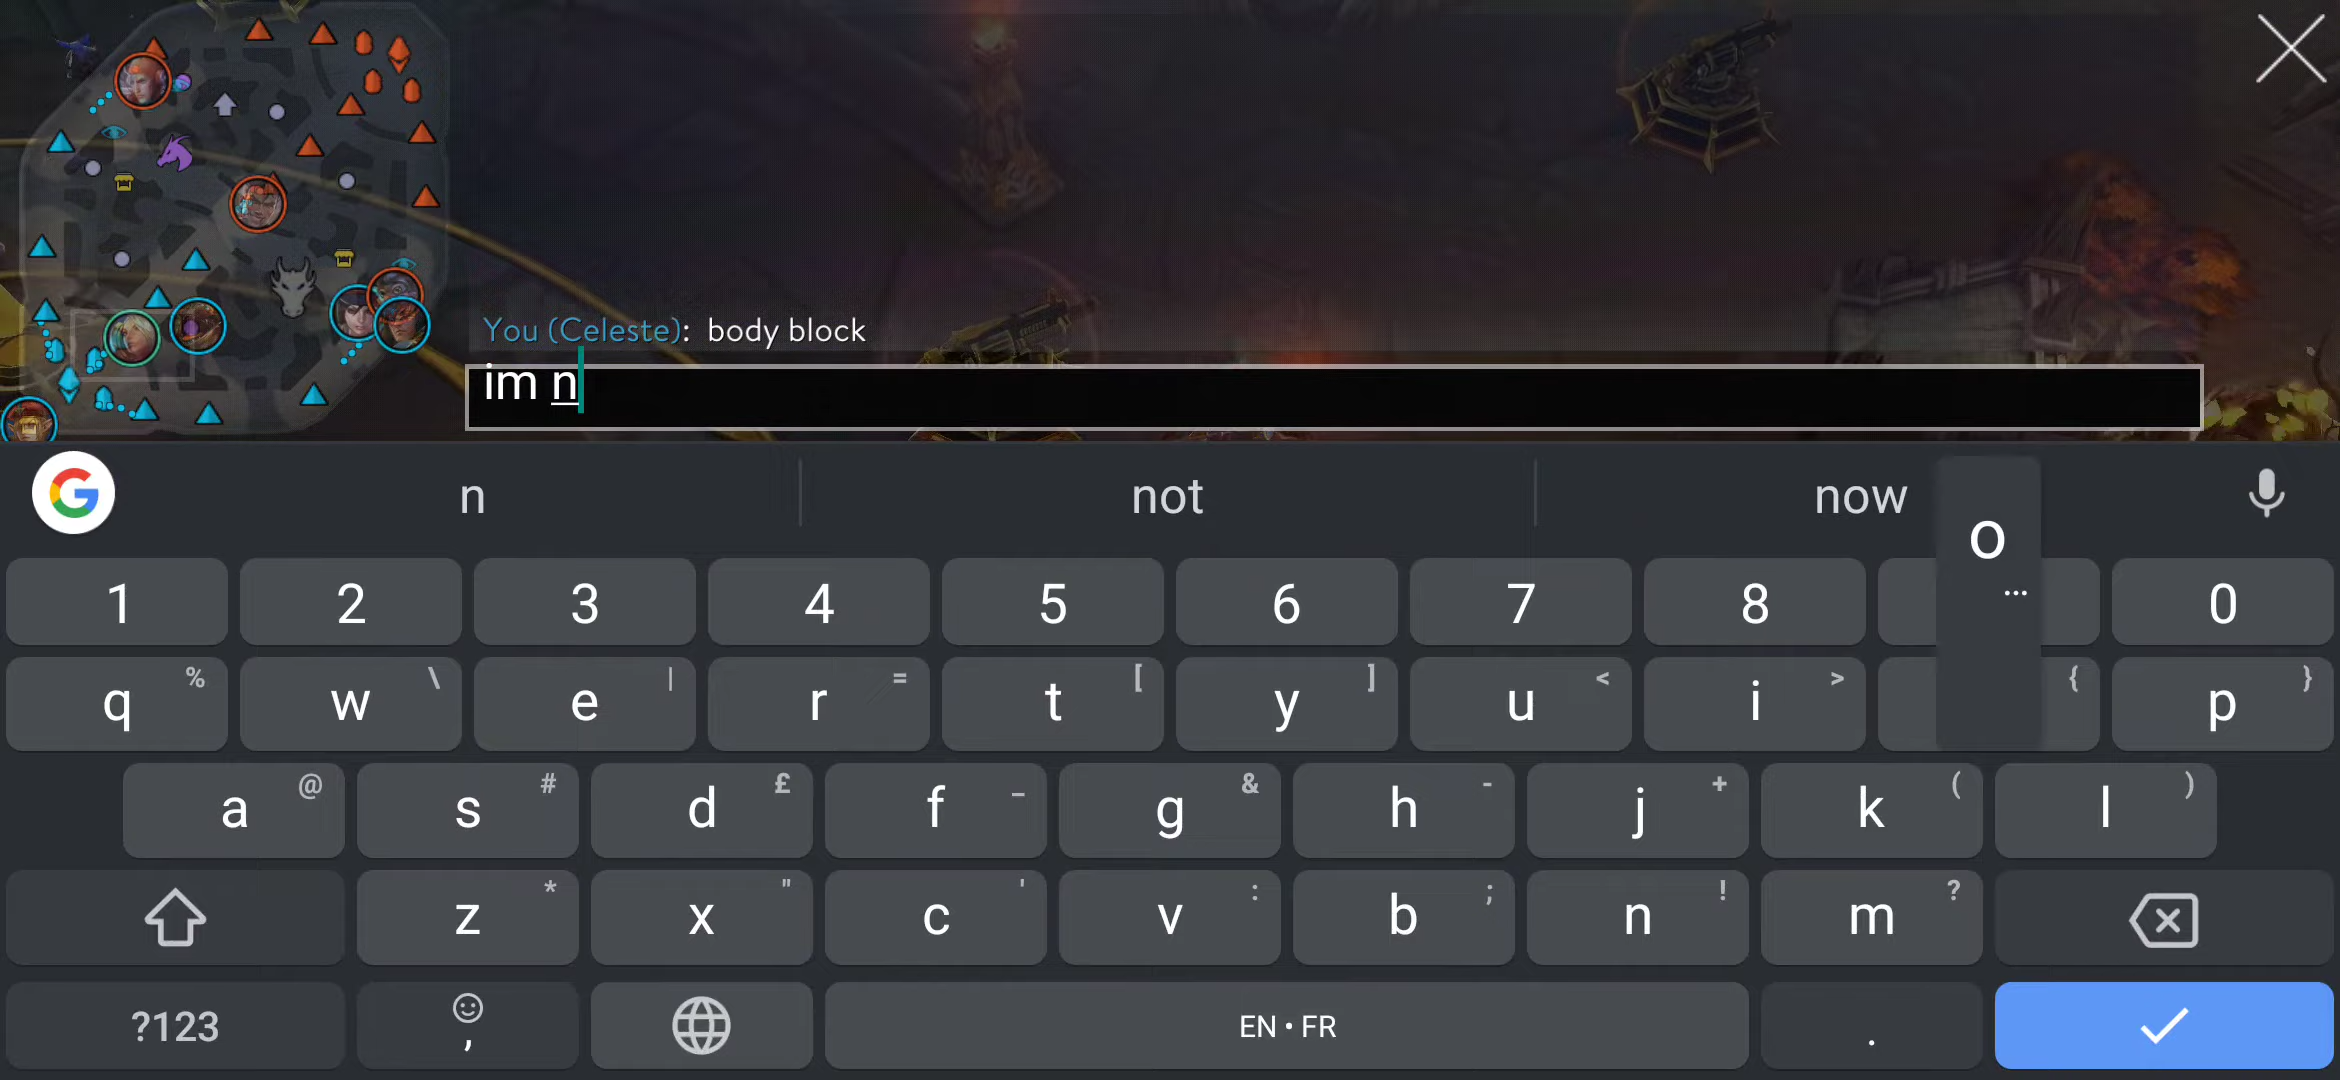 You (Celeste): body block
im n
n not now
o
...
1 2 3 4 5 6 7 8 0
q % w \ e | r = t [ y ] u < i > { p }
a @ s # d £ f _ g & h - j + k ( l )
z * x " c ' v : b ; n ! m ?
?123 , EN • FR .